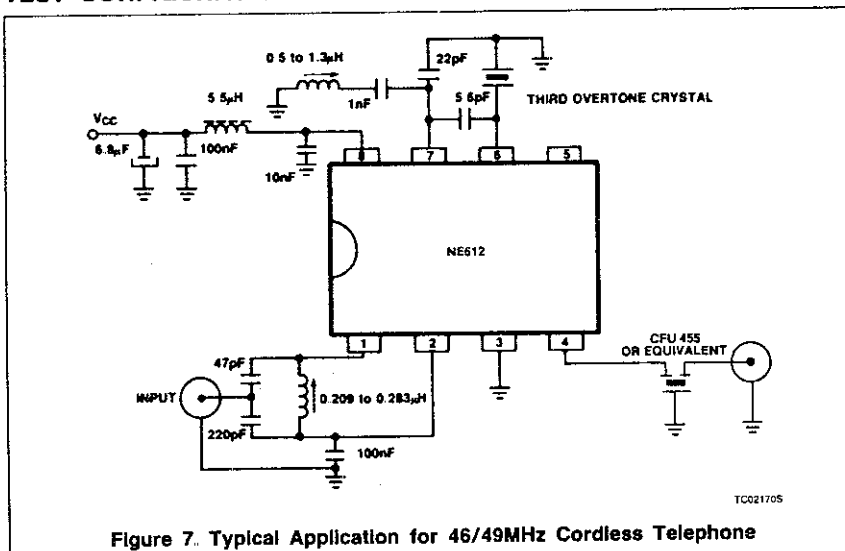 0 5 to 1.3µH
22pF
1nF
5 6pF
THIRD OVERTONE CRYSTAL
5 5µH
VCC
6.8µF
100nF
10nF
8
7
6
5
NE612
1
2
3
4
47pF
CFU 455
OR EQUIVALENT
INPUT
0.209 to 0.283µH
220pF
100nF
TC02170S
Figure 7. Typical Application for 46/49MHz Cordless Telephone